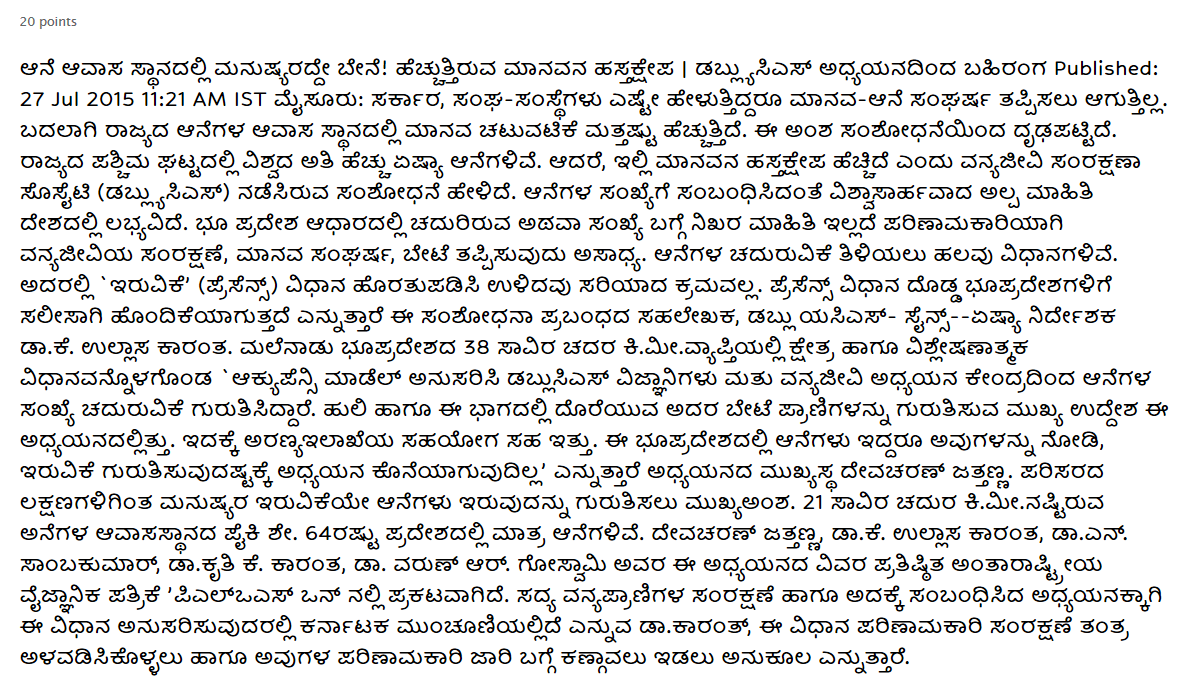 20 points
ಆನೆ ಆವಾಸ ಸ್ಥಾನದಲ್ಲಿ ಮನುಷ್ಯರದ್ದೇ ಬೇನೆ! ಹೆಚ್ಚುತ್ತಿರುವ ಮಾನವನ ಹಸ್ತಕ್ಷೇಪ | ಡಬ್ಲ್ಯುಸಿಎಸ್ ಅಧ್ಯಯನದಿಂದ ಬಹಿರಂಗ Published:
27 Jul 2015 11:21 AM IST ಮೈಸೂರು: ಸರ್ಕಾರ, ಸಂಘ-ಸಂಸ್ಥೆಗಳು ಎಷ್ಟೇ ಹೇಳುತ್ತಿದ್ದರೂ ಮಾನವ-ಆನೆ ಸಂಘರ್ಷ ತಪ್ಪಿಸಲು ಆಗುತ್ತಿಲ್ಲ.
ಬದಲಾಗಿ ರಾಜ್ಯದ ಆನೆಗಳ ಆವಾಸ ಸ್ಥಾನದಲ್ಲಿ ಮಾನವ ಚಟುವಟಿಕೆ ಮತ್ತಷ್ಟು ಹೆಚ್ಚುತ್ತಿದೆ. ಈ ಅಂಶ ಸಂಶೋಧನೆಯಿಂದ ದೃಢಪಟ್ಟಿದೆ.
ರಾಜ್ಯದ ಪಶ್ಚಿಮ ಘಟ್ಟದಲ್ಲಿ ವಿಶ್ವದ ಅತಿ ಹೆಚ್ಚು ಏಷ್ಯಾ ಆನೆಗಳಿವೆ. ಆದರೆ, ಇಲ್ಲಿ ಮಾನವನ ಹಸ್ತಕ್ಷೇಪ ಹೆಚ್ಚಿದೆ ಎಂದು ವನ್ಯಜೀವಿ ಸಂರಕ್ಷಣಾ
ಸೊಸೈಟಿ (ಡಬ್ಲ್ಯುಸಿಎಸ್) ನಡೆಸಿರುವ ಸಂಶೋಧನೆ ಹೇಳಿದೆ. ಆನೆಗಳ ಸಂಖ್ಯೆಗೆ ಸಂಬಂಧಿಸಿದಂತೆ ವಿಶ್ವಾಸಾರ್ಹವಾದ ಅಲ್ಪ ಮಾಹಿತಿ
ದೇಶದಲ್ಲಿ ಲಭ್ಯವಿದೆ. ಭೂ ಪ್ರದೇಶ ಆಧಾರದಲ್ಲಿ ಚದುರಿರುವ ಅಥವಾ ಸಂಖ್ಯೆ ಬಗ್ಗೆ ನಿಖರ ಮಾಹಿತಿ ಇಲ್ಲದೆ ಪರಿಣಾಮಕಾರಿಯಾಗಿ
ವನ್ಯಜೀವಿಯ ಸಂರಕ್ಷಣೆ, ಮಾನವ ಸಂಘರ್ಷ, ಬೇಟೆ ತಪ್ಪಿಸುವುದು ಅಸಾಧ್ಯ. ಆನೆಗಳ ಚದುರುವಿಕೆ ತಿಳಿಯಲು ಹಲವು ವಿಧಾನಗಳಿವೆ.
ಅದರಲ್ಲಿ `ಇರುವಿಕೆ' (ಪ್ರೆಸೆನ್ಸ್) ವಿಧಾನ ಹೊರತುಪಡಿಸಿ ಉಳಿದವು ಸರಿಯಾದ ಕ್ರಮವಲ್ಲ. ಪ್ರೆಸೆನ್ಸ್ ವಿಧಾನ ದೊಡ್ಡ ಭೂಪ್ರದೇಶಗಳಿಗೆ
ಸಲೀಸಾಗಿ ಹೊಂದಿಕೆಯಾಗುತ್ತದೆ ಎನ್ನುತ್ತಾರೆ ಈ ಸಂಶೋಧನಾ ಪ್ರಬಂಧದ ಸಹಲೇಖಕ, ಡಬ್ಲುಯಸಿಎಸ್- ಸೈನ್ಸ್--ಏಷ್ಯಾ ನಿರ್ದೇಶಕ
ಡಾ.ಕೆ. ಉಲ್ಲಾಸ ಕಾರಂತ. ಮಲೆನಾಡು ಭೂಪ್ರದೇಶದ 38 ಸಾವಿರ ಚದರ ಕಿ.ಮೀ.ವ್ಯಾಪ್ತಿಯಲ್ಲಿ ಕ್ಷೇತ್ರ ಹಾಗೂ ವಿಶ್ಲೇಷಣಾತ್ಮಕ
ವಿಧಾನವನ್ನೊಳಗೊಂಡ `ಆಕ್ಯುಪೆನ್ಸಿ ಮಾಡೆಲ್ ಅನುಸರಿಸಿ ಡಬ್ಲುಸಿಎಸ್ ವಿಜ್ಞಾನಿಗಳು ಮತು ವನ್ಯಜೀವಿ ಅಧ್ಯಯನ ಕೇಂದ್ರದಿಂದ ಆನೆಗಳ
ಸಂಖ್ಯೆ ಚದುರುವಿಕೆ ಗುರುತಿಸಿದ್ದಾರೆ. ಹುಲಿ ಹಾಗೂ ಈ ಭಾಗದಲ್ಲಿ ದೊರೆಯುವ ಅದರ ಬೇಟೆ ಪ್ರಾಣಿಗಳನ್ನು ಗುರುತಿಸುವ ಮುಖ್ಯ ಉದ್ದೇಶ ಈ
ಅಧ್ಯಯನದಲ್ಲಿತ್ತು. ಇದಕ್ಕೆ ಅರಣ್ಯಇಲಾಖೆಯ ಸಹಯೋಗ ಸಹ ಇತ್ತು. ಈ ಭೂಪ್ರದೇಶದಲ್ಲಿ ಆನೆಗಳು ಇದ್ದರೂ ಅವುಗಳನ್ನು ನೋಡಿ,
ಇರುವಿಕೆ ಗುರುತಿಸುವುದಷ್ಟಕ್ಕೆ ಅಧ್ಯಯನ ಕೊನೆಯಾಗುವುದಿಲ್ಲ' ಎನ್ನುತ್ತಾರೆ ಅಧ್ಯಯನದ ಮುಖ್ಯಸ್ಥ ದೇವಚರಣ್ ಜತ್ತಣ್ಣ. ಪರಿಸರದ
ಲಕ್ಷಣಗಳಿಗಿಂತ ಮನುಷ್ಯರ ಇರುವಿಕೆಯೇ ಆನೆಗಳು ಇರುವುದನ್ನು ಗುರುತಿಸಲು ಮುಖ್ಯಅಂಶ. 21 ಸಾವಿರ ಚದುರ ಕಿ.ಮೀ.ನಷ್ಟಿರುವ
ಅನೆಗಳ ಆವಾಸಸ್ಥಾನದ ಪೈಕಿ ಶೇ. 64ರಷ್ಟು ಪ್ರದೇಶದಲ್ಲಿ ಮಾತ್ರ ಆನೆಗಳಿವೆ. ದೇವಚರಣ್ ಜತ್ತಣ್ಣ, ಡಾ.ಕೆ. ಉಲ್ಲಾಸ ಕಾರಂತ, ಡಾ.ಎನ್.
ಸಾಂಬಕುಮಾರ್, ಡಾ.ಕೃತಿ ಕೆ. ಕಾರಂತ, ಡಾ. ವರುಣ್ ಆರ್. ಗೋಸ್ವಾಮಿ ಅವರ ಈ ಅಧ್ಯಯನದ ವಿವರ ಪ್ರತಿಷ್ಠಿತ ಅಂತಾರಾಷ್ಟ್ರೀಯ
ವೈಜ್ಞಾನಿಕ ಪತ್ರಿಕೆ 'ಪಿಎಲ್‌ಒಎಸ್ ಒನ್ ನಲ್ಲಿ ಪ್ರಕಟವಾಗಿದೆ. ಸದ್ಯ ವನ್ಯಪ್ರಾಣಿಗಳ ಸಂರಕ್ಷಣೆ ಹಾಗೂ ಅದಕ್ಕೆ ಸಂಬಂಧಿಸಿದ ಅಧ್ಯಯನಕ್ಕಾಗಿ
ಈ ವಿಧಾನ ಅನುಸರಿಸುವುದರಲ್ಲಿ ಕರ್ನಾಟಕ ಮುಂಚೂಣಿಯಲ್ಲಿದೆ ಎನ್ನುವ ಡಾ.ಕಾರಂತ್, ಈ ವಿಧಾನ ಪರಿಣಾಮಕಾರಿ ಸಂರಕ್ಷಣೆ ತಂತ್ರ
ಅಳವಡಿಸಿಕೊಳ್ಳಲು ಹಾಗೂ ಅವುಗಳ ಪರಿಣಾಮಕಾರಿ ಜಾರಿ ಬಗ್ಗೆ ಕಣ್ಗಾವಲು ಇಡಲು ಅನುಕೂಲ ಎನ್ನುತ್ತಾರೆ.